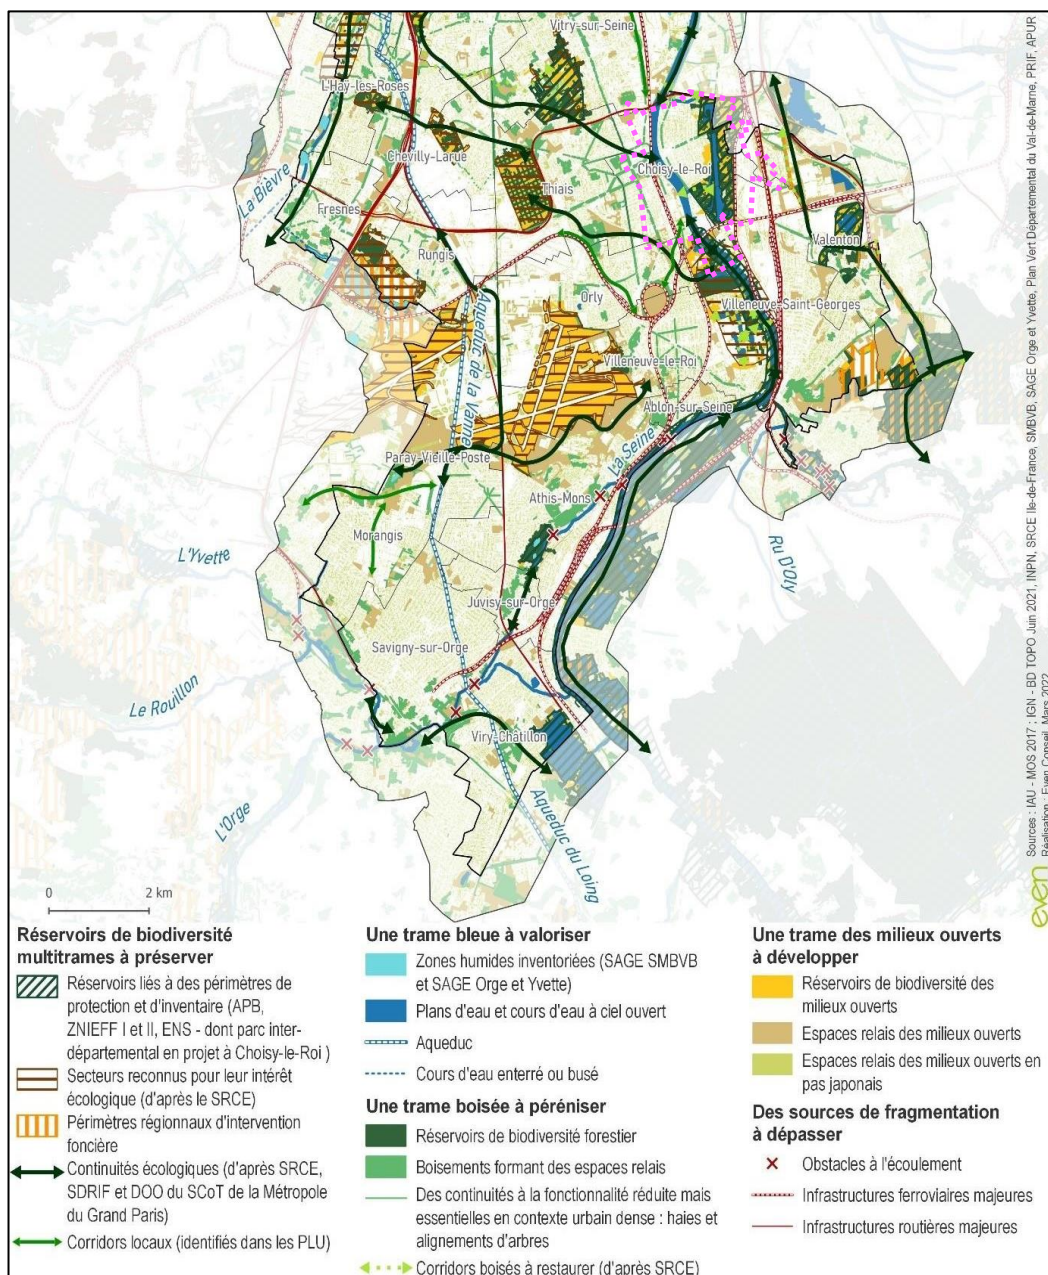 Vitry-sur-Seine
L'Haÿ-les-Roses
Chevilly-Larue
Choisy-le-Roi
La Bièvre
Thiais
Fresnes
Valenton
Rungis
Orly
Villeneuve-Saint-Georges
Aqueduc de la Vanne
Villeneuve-le-Roi
Ablon-sur-Seine
La Seine
Paray-Vieille-Poste
Athis-Mons
Morangis
L'Yvette
Ru D'Oly
Juvisy-sur-Orge
Savigny-sur-Orge
Le Rouillon
Viry-Châtillon
L'Orge
Aqueduc du Loing
0 2 km
Sources : IAU - MOS 2017 ; IGN - BD TOPO Juin 2021, INPN, SRCE Ile-de-France, SMBVB, SAGE Orge et Yvette, Plan Vert Départemental du Val-de-Marne, PRIF, APUR
Réalisation : Even Conseil, Mars 2022
even
Réservoirs de biodiversité
multitrames à préserver
Réservoirs liés à des périmètres de
protection et d'inventaire (APB,
ZNIEFF I et II, ENS - dont parc inter-
départemental en projet à Choisy-le-Roi )
Secteurs reconnus pour leur intérêt
écologique (d'après le SRCE)
Périmètres régionnaux d'intervention
foncière
Continuités écologiques (d'après SRCE,
SDRIF et DOO du SCoT de la Métropole
du Grand Paris)
Corridors locaux (identifiés dans les PLU)
Une trame bleue à valoriser
Zones humides inventoriées (SAGE SMBVB
et SAGE Orge et Yvette)
Plans d'eau et cours d'eau à ciel ouvert
Aqueduc
Cours d'eau enterré ou busé
Une trame boisée à péréniser
Réservoirs de biodiversité forestier
Boisements formant des espaces relais
Des continuités à la fonctionnalité réduite mais
essentielles en contexte urbain dense : haies et
alignements d'arbres
Corridors boisés à restaurer (d'après SRCE)
Une trame des milieux ouverts
à développer
Réservoirs de biodiversité des
milieux ouverts
Espaces relais des milieux ouverts
Espaces relais des milieux ouverts en
pas japonais
Des sources de fragmentation
à dépasser
Obstacles à l'écoulement
Infrastructures ferroviaires majeures
Infrastructures routières majeures